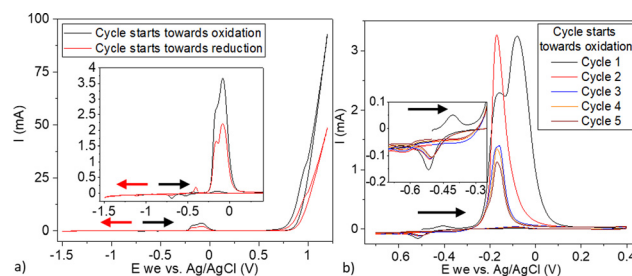 Cycle starts towards oxidation
Cycle starts towards reduction
I (mA)
100
75
50
25
0
4
3.5
3
2.5
2
1.5
1
0.5
0
-1.5
-1
-0.5
0
-1.5
-1
-0.5
0
0.5
1
E we vs. Ag/AgCl (V)
a)
Cycle
starts
towards oxidation
Cycle 1
Cycle 2
Cycle 3
Cycle 4
Cycle 5
I (mA)
3
2
1
0
0.1
0
-0.1
-0.2
-0.6
-0.45
-0.3
-0.8
-0.6
-0.4
-0.2
0
0.2
0.4
E we vs. Ag/AgCl (V)
b)